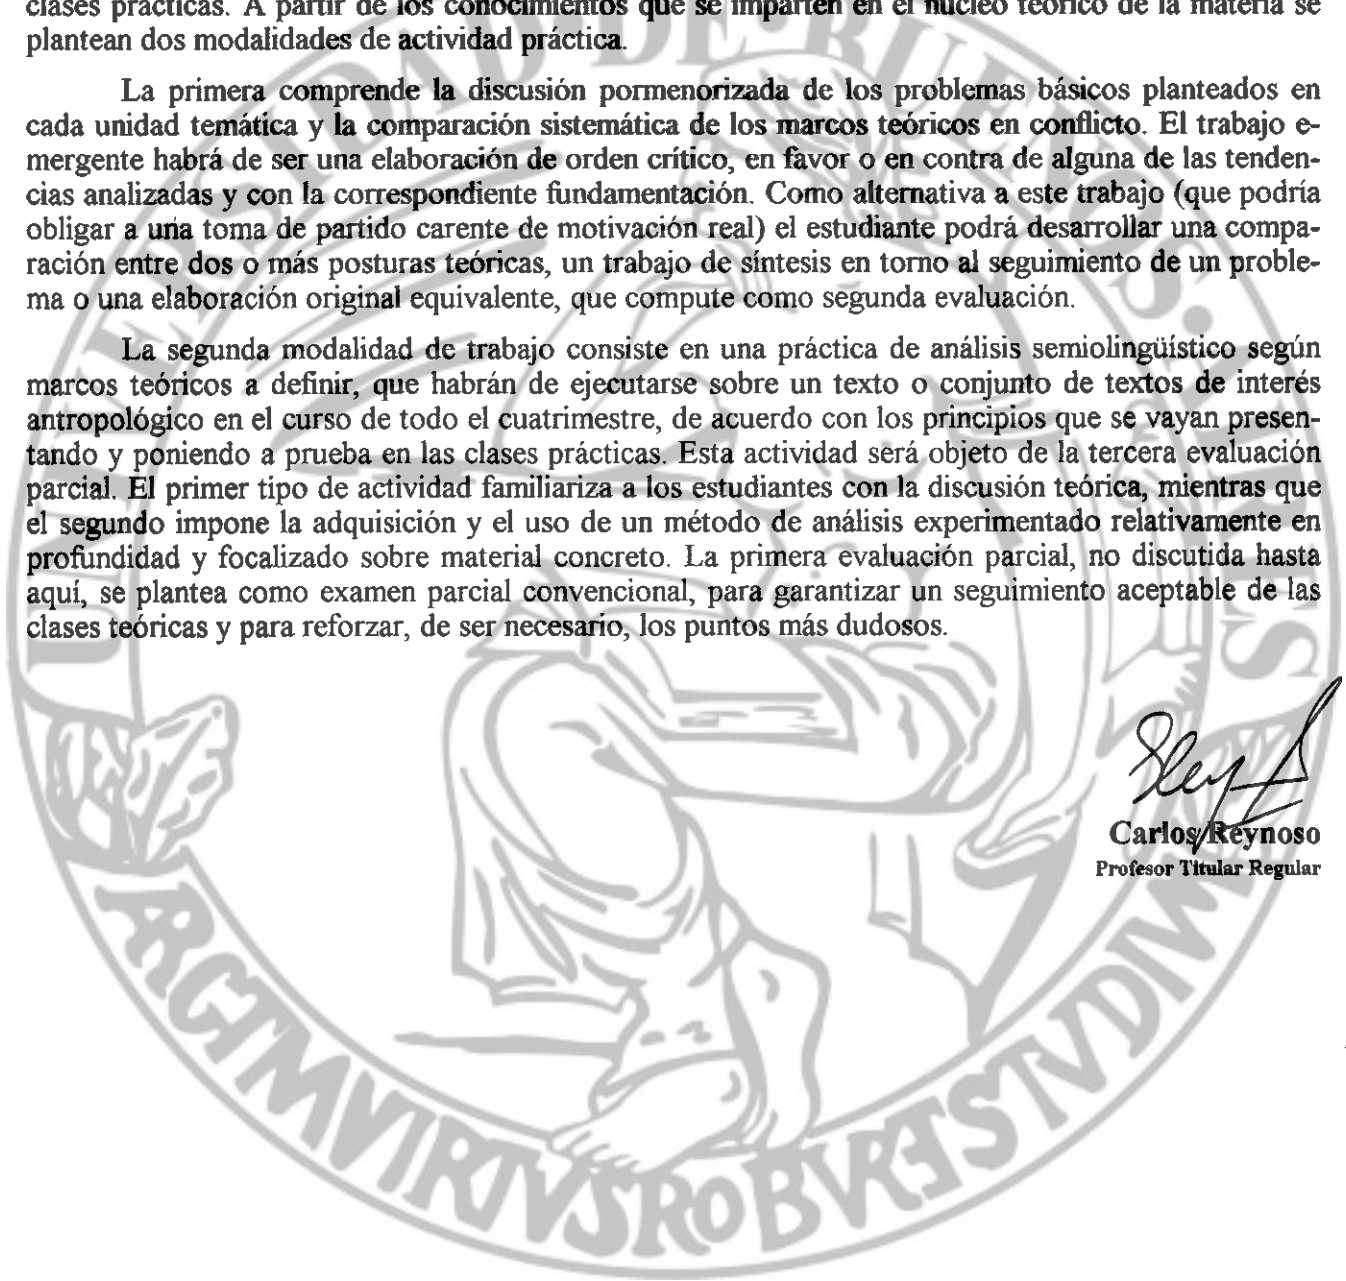 clases prácticas. A partir de los conocimientos que se imparten en el núcleo teórico de la materia se
plantean dos modalidades de actividad práctica.
La primera comprende la discusión pormenorizada de los problemas básicos planteados en
cada unidad temática y la comparación sistemática de los marcos teóricos en conflicto. El trabajo e-
mergente habrá de ser una elaboración de orden crítico, en favor o en contra de alguna de las tenden-
cias analizadas y con la correspondiente fundamentación. Como alternativa a este trabajo (que podría
obligar a una toma de partido carente de motivación real) el estudiante podrá desarrollar una compa-
ración entre dos o más posturas teóricas, un trabajo de síntesis en torno al seguimiento de un proble-
ma o una elaboración original equivalente, que compute como segunda evaluación.
La segunda modalidad de trabajo consiste en una práctica de análisis semiolingüístico según
marcos teóricos a definir, que habrán de ejecutarse sobre un texto o conjunto de textos de interés
antropológico en el curso de todo el cuatrimestre, de acuerdo con los principios que se vayan presen-
tando y poniendo a prueba en las clases prácticas. Esta actividad será objeto de la tercera evaluación
parcial. El primer tipo de actividad familiariza a los estudiantes con la discusión teórica, mientras que
el segundo impone la adquisición y el uso de un método de análisis experimentado relativamente en
profundidad y focalizado sobre material concreto. La primera evaluación parcial, no discutida hasta
aquí, se plantea como examen parcial convencional, para garantizar un seguimiento aceptable de las
clases teóricas y para reforzar, de ser necesario, los puntos más dudosos.
Carlos Reynoso
Profesor Titular Regular
UNIVERSIDAD DE BUENOS AIRES
ARGTMVIRTVSROBVRETSTVDIVM